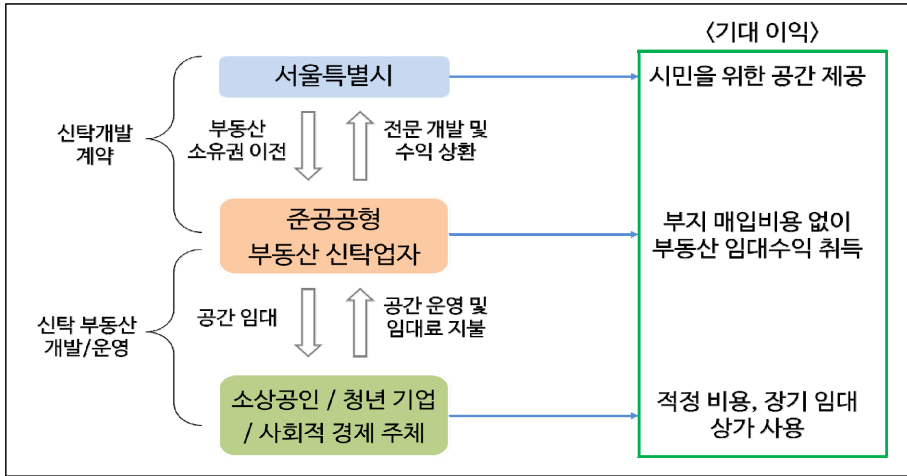 〈기대 이익〉
서울특별시
시민을 위한 공간 제공
신탁개발
계약
부동산
소유권 이전
전문 개발 및
수익 상환
준공공형
부동산 신탁업자
부지 매입비용 없이
부동산 임대수익 취득
신탁 부동산
개발/운영
공간 임대
공간 운영 및
임대료 지불
소상공인 / 청년 기업
/ 사회적 경제 주체
적정 비용, 장기 임대
상가 사용